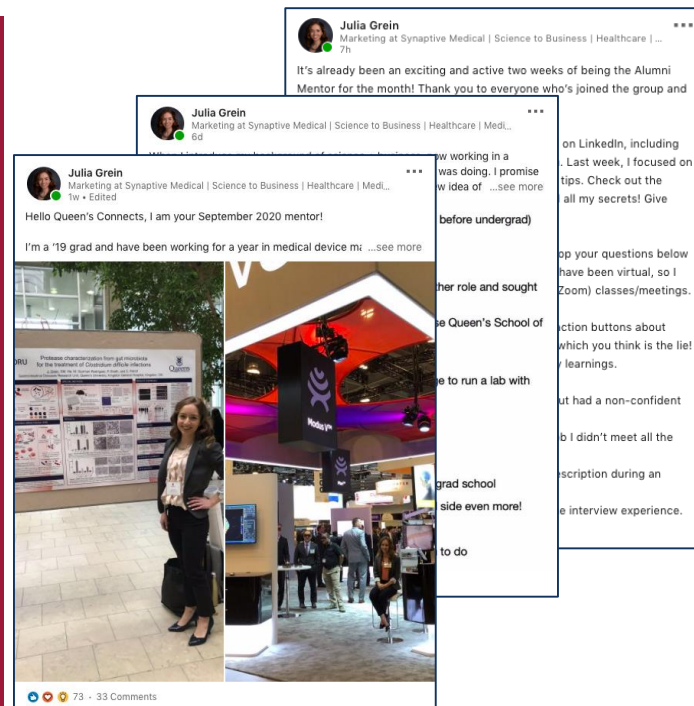 Julia Grein
Marketing at Synaptive Medical | Science to Business | Healthcare | ...
7h
It's already been an exciting and active two weeks of being the Alumni
Mentor for the month! Thank you to everyone who's joined the group and
on LinkedIn, including
. Last week, I focused on
tips. Check out the
all my secrets! Give
op your questions below
have been virtual, so I
Zoom) classes/meetings.
action buttons about
which you think is the lie!
learnings.
ut had a non-confident
b I didn't meet all the
scription during an
e interview experience.
Julia Grein
Marketing at Synaptive Medical | Science to Business | Healthcare | Medi...
6d
ow working in a
was doing. I promise
w idea of ...see more
before undergrad)
her role and sought
se Queen's School of
e to run a lab with
grad school
side even more!
to do
Julia Grein
Marketing at Synaptive Medical | Science to Business | Healthcare | Medi...
1w • Edited
Hello Queen's Connects, I am your September 2020 mentor!
I'm a '19 grad and have been working for a year in medical device ma ...see more
Protease characterization from gut microbiota
for the treatment of Clostridium difficile infections
Queen's
Modus V™
73 · 33 Comments